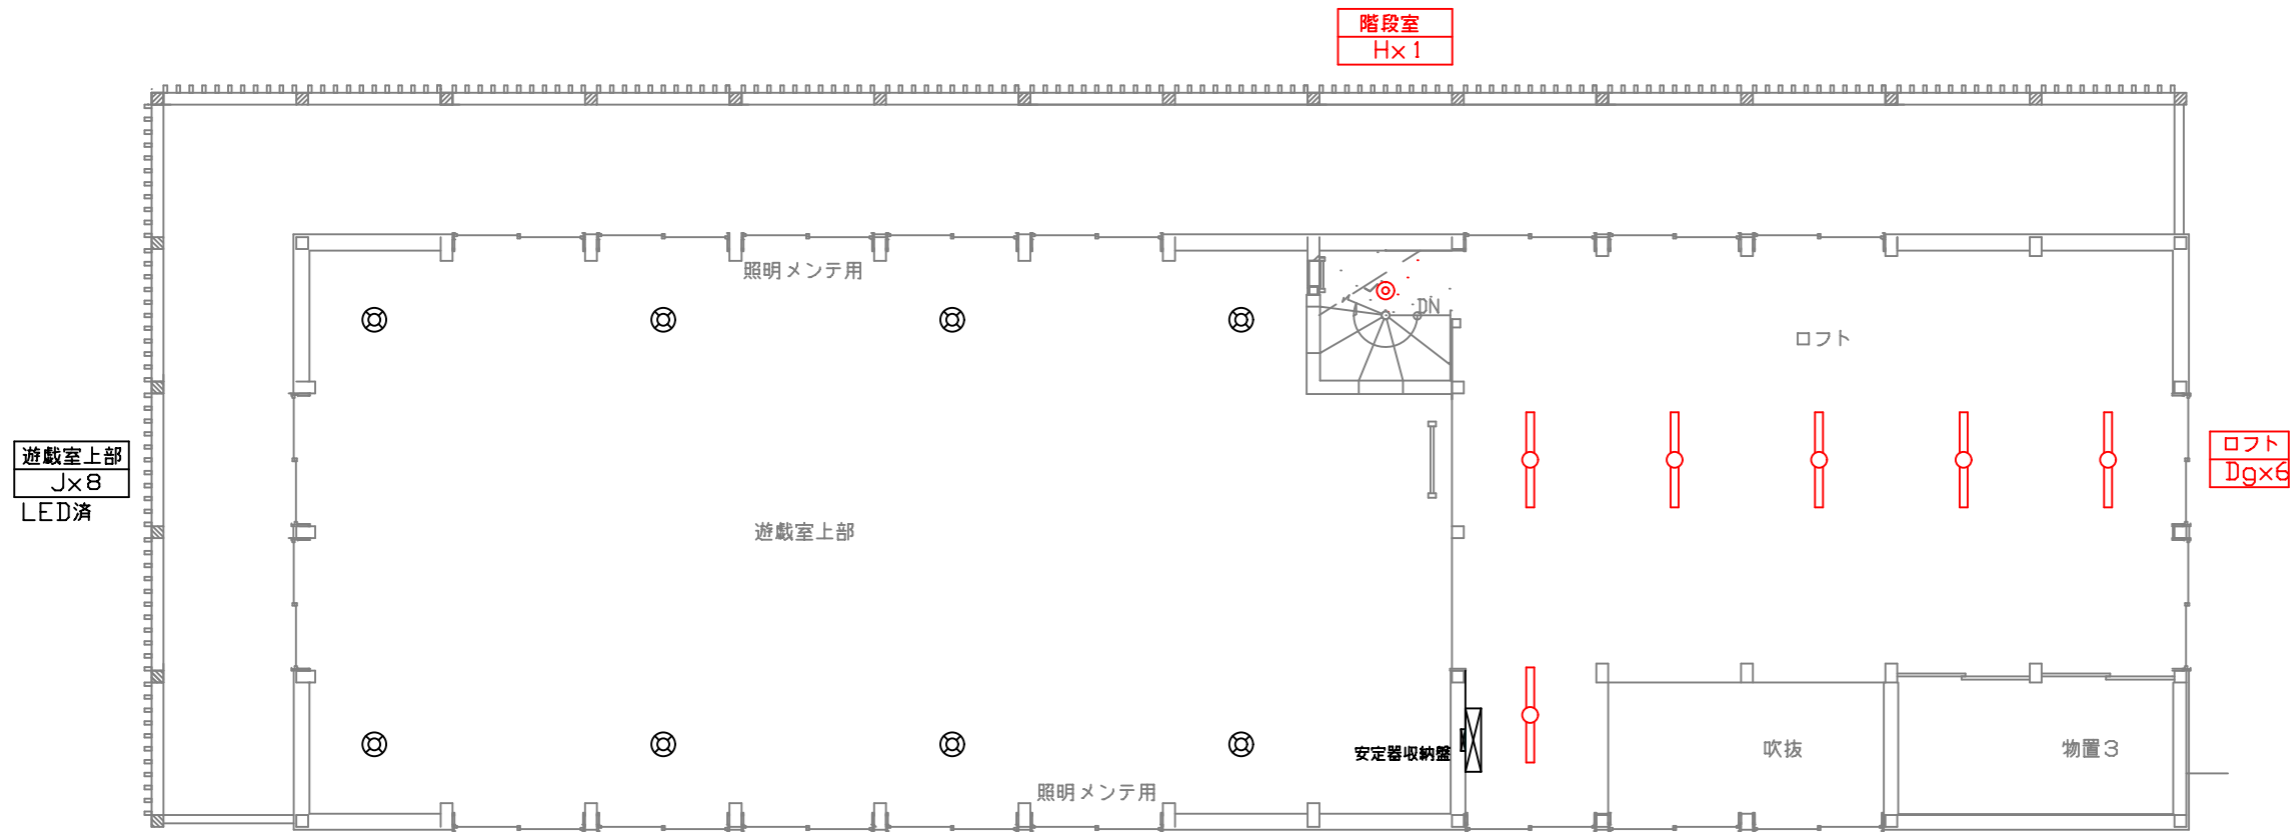 階段室
H×1
照明メンテ用
DN
ロフト
遊戯室上部
J×8
LED済
ロフト
Dg×6
遊戯室上部
安定器収納盤
吹抜
物置3
照明メンテ用